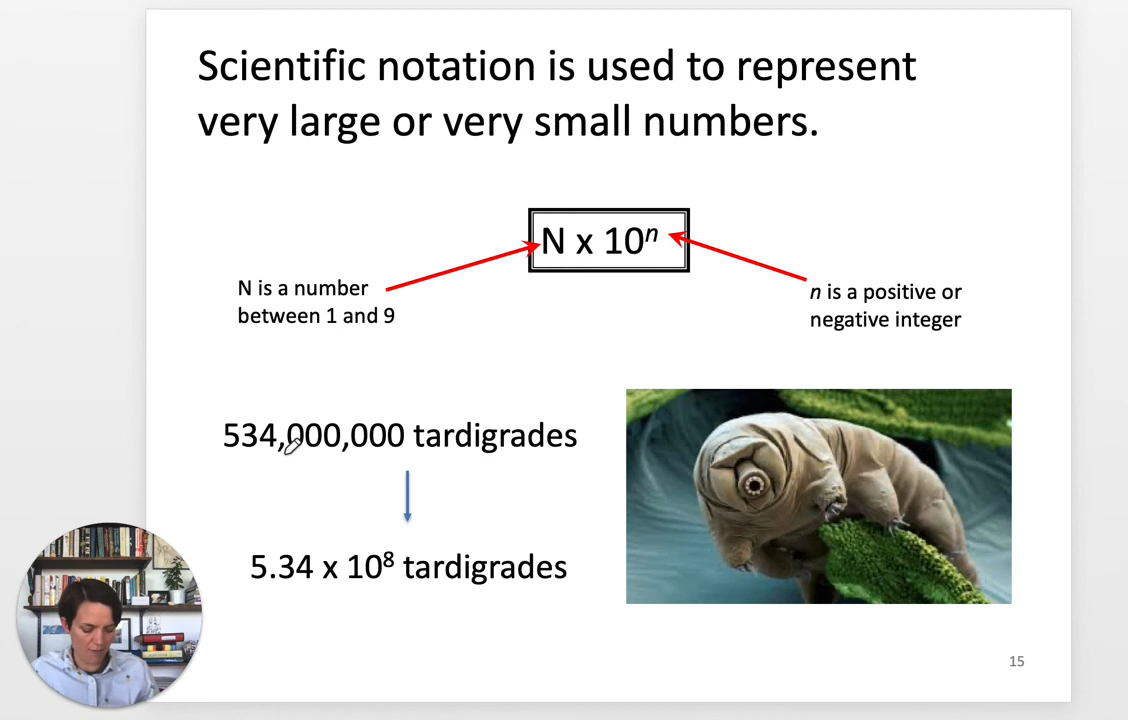 Scientific notation is used to represent
very large or very small numbers.
N x 10ⁿ
N is a number
between 1 and 9
n is a positive or
negative integer
534,000,000 tardigrades
5.34 x 10⁸ tardigrades
15